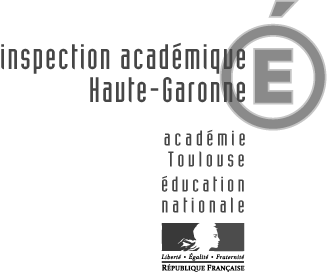 inspection académique
Haute-Garonne
É
académie
Toulouse
éducation
nationale
Liberté • Égalité • Fraternité
RÉPUBLIQUE FRANÇAISE